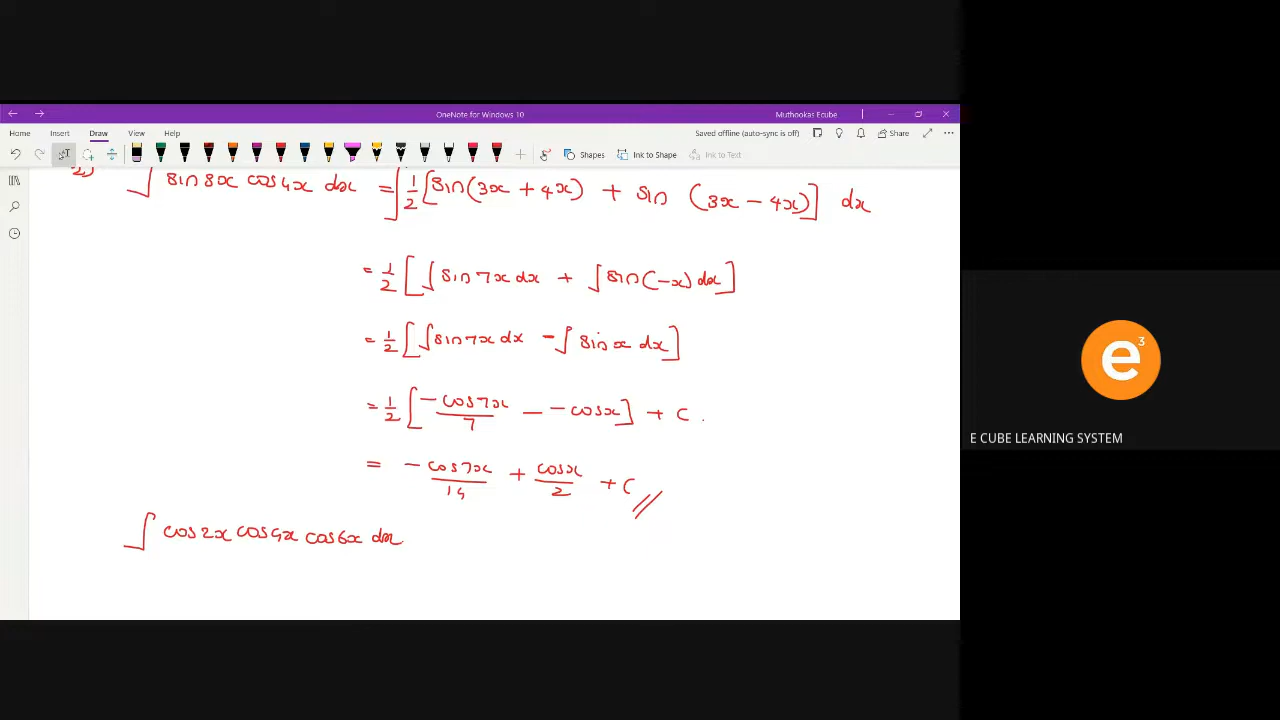 OneNote for Windows 10 Muthookas Ecube
Home Insert Draw View Help Saved offline (auto-sync is off) Share
Shapes Ink to Shape Ink to Text
2) ∫ sin 3x cos 4x dx = ∫ 1/2 [sin(3x + 4x) + sin (3x − 4x)] dx
= 1/2 [∫ sin 7x dx + ∫ sin(−x) dx]
= 1/2 [∫ sin 7x dx − ∫ sin x dx]
= 1/2 [−cos 7x/7 − −cos x] + C .
= −cos 7x/14 + cos x/2 + C //
∫ cos 2x cos 4x cos 6x dx
e3
E CUBE LEARNING SYSTEM